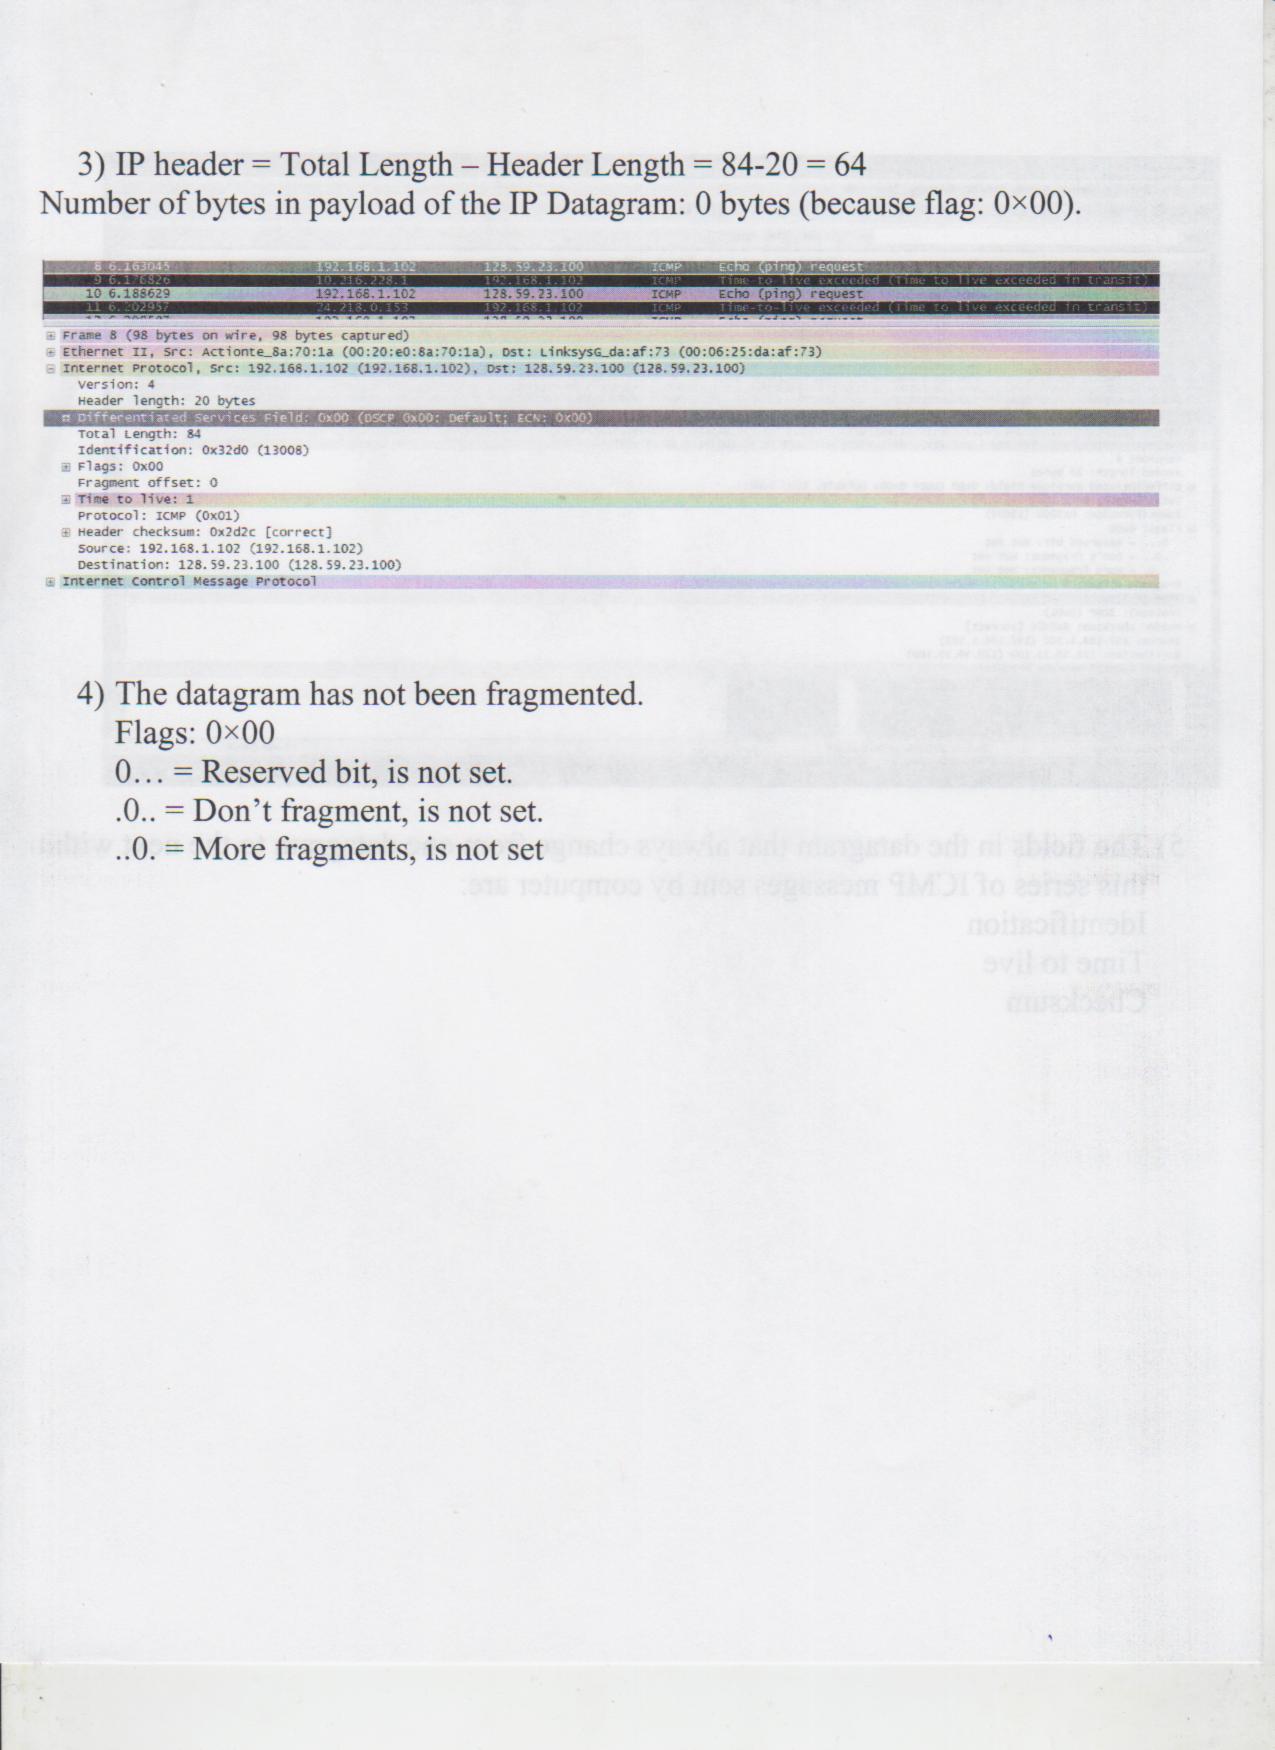 3) IP header = Total Length – Header Length = 84-20 = 64
Number of bytes in payload of the IP Datagram: 0 bytes (because flag: 0×00).
8 6.163045 192.168.1.102 128.59.23.100 ICMP Echo (ping) request
9 6.176826 10.216.228.1 192.168.1.102 ICMP Time-to-live exceeded (Time to live exceeded in transit)
10 6.188629 192.168.1.102 128.59.23.100 ICMP Echo (ping) request
11 6.202957 24.218.0.153 192.168.1.102 ICMP Time-to-live exceeded (Time to live exceeded in transit)
Frame 8 (98 bytes on wire, 98 bytes captured)
Ethernet II, Src: Actionte_8a:70:1a (00:20:e0:8a:70:1a), Dst: LinksysG_da:af:73 (00:06:25:da:af:73)
Internet Protocol, Src: 192.168.1.102 (192.168.1.102), Dst: 128.59.23.100 (128.59.23.100)
Version: 4
Header length: 20 bytes
Differentiated Services Field: 0x00 (DSCP 0x00: Default; ECN: 0x00)
Total Length: 84
Identification: 0x32d0 (13008)
Flags: 0x00
Fragment offset: 0
Time to live: 1
Protocol: ICMP (0x01)
Header checksum: 0x2d2c [correct]
Source: 192.168.1.102 (192.168.1.102)
Destination: 128.59.23.100 (128.59.23.100)
Internet Control Message Protocol
4) The datagram has not been fragmented.
Flags: 0×00
0... = Reserved bit, is not set.
.0.. = Don't fragment, is not set.
..0. = More fragments, is not set